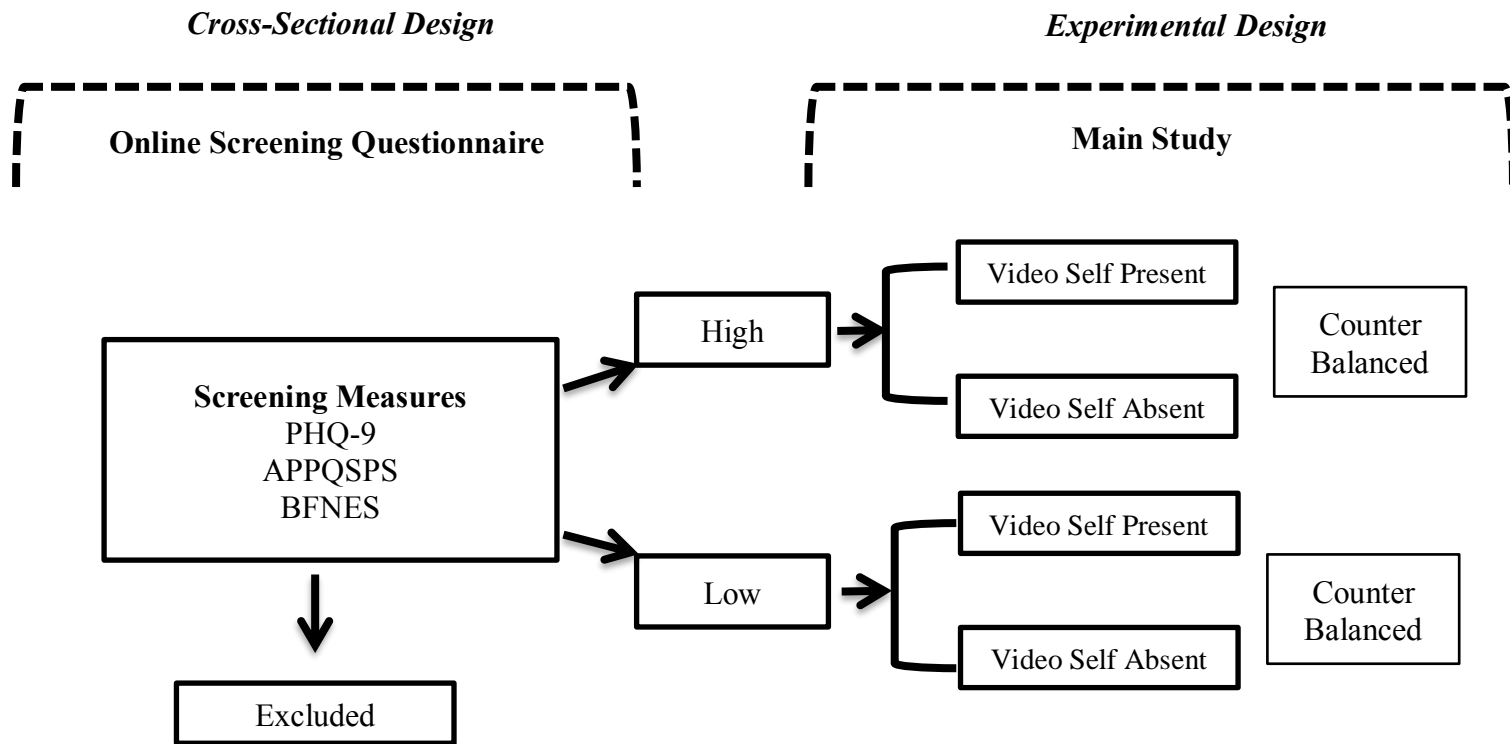 Cross-Sectional Design
Experimental Design
Online Screening Questionnaire
Main Study
Screening Measures
PHQ-9
APPQSPS
BFNES
Excluded
High
Low
Video Self Present
Video Self Absent
Counter
Balanced
Video Self Present
Video Self Absent
Counter
Balanced